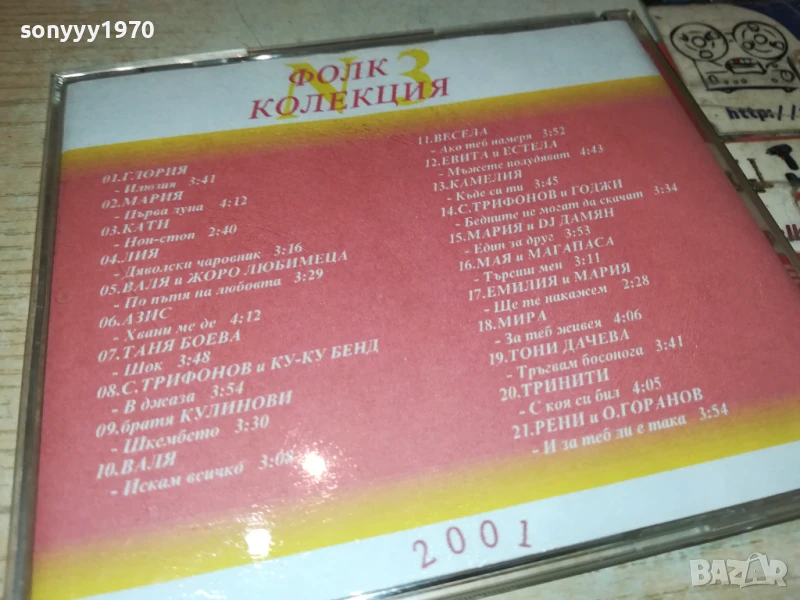 sonyyy1970
ФОЛК
КОЛЕКЦИЯ
N 3
01.ГЛОРИЯ
- Илюзия 3:41
02.МАРИЯ
- Първа луна 4:12
03.КАТИ
- Нон-стоп 2:40
04.ЛИЯ
- Дяволски чаровник 3:16
05.ВАЛЯ и ЖОРО ЛЮБИМЕЦА
- По пътя на любовта 3:29
06.АЗИС
- Хвани ме де 4:12
07.ТАНЯ БОЕВА
- Шок 3:48
08.С.ТРИФОНОВ и КУ-КУ БЕНД
- В джаза 3:54
09.братя КУЛИНОВИ
- Шкембето 3:30
10.ВАЛЯ
- Искам всичко 3:08
11.ВЕСЕЛА
- Ако теб намеря 3:52
12.ЕВИТА и ЕСТЕЛА
- Мъжете полудяват 4:43
13.КАМЕЛИЯ
- Къде си ти 3:45
14.С.ТРИФОНОВ и ГОДЖИ
- Бедните не могат да скачат 3:34
15.МАРИЯ и DJ ДАМЯН
- Един за друг 3:53
16.МАЯ и МАГАПАСА
- Търсиш мен 3:11
17.ЕМИЛИЯ и МАРИЯ
- Ще те накажем 2:28
18.МИРА
- За теб живея 4:06
19.ТОНИ ДАЧЕВА
- Тръгвам босонога 3:41
20.ТРИНИТИ
- С коя си бил 4:05
21.РЕНИ и О.ГОРАНОВ
- И за теб ли е така 3:54
2001
http:/
BAZAR
www.Bazar.bg